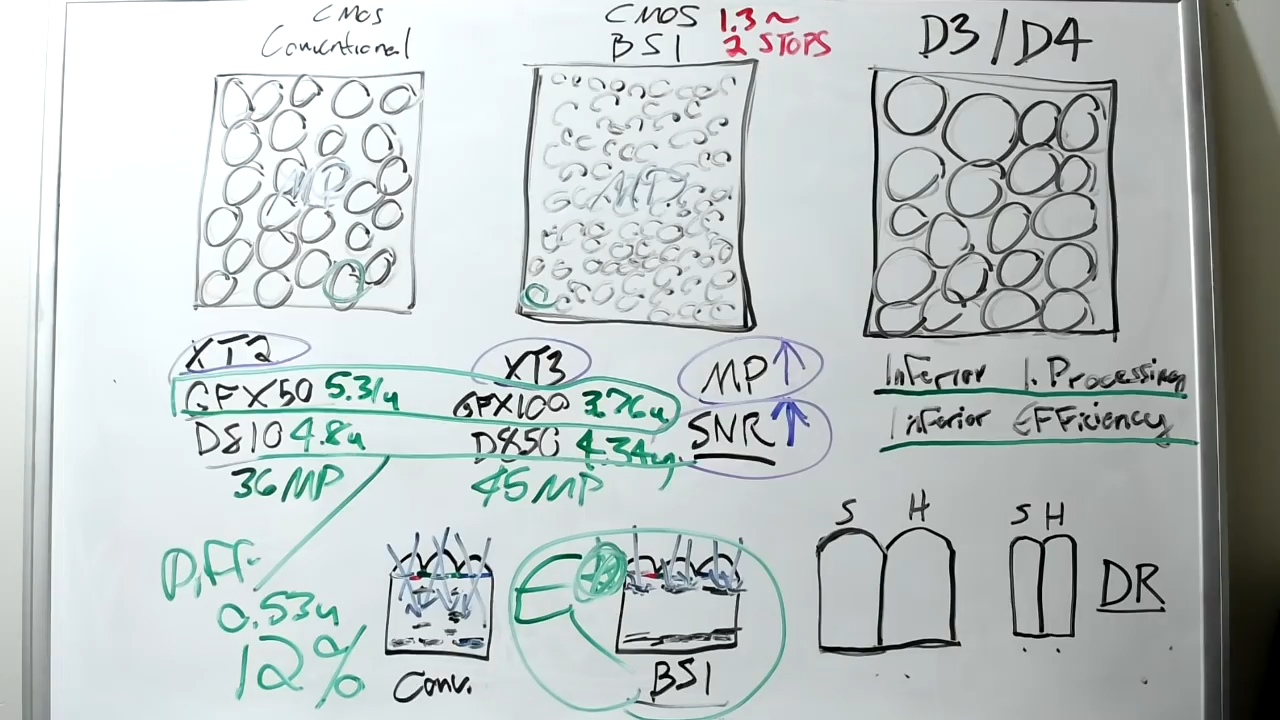 CMOS
Conventional
CMOS
BSI
1.3~
2 STOPS
D3/D4
MP
MP
XT2
XT3
MP ↑
GFX50 5.31u
GFX100 3.76u
SNR ↑
D810 4.8u
D850 4.34u
36MP
45MP
Inferior I. Processing
Inferior Efficiency
Diff.
0.53u
12%
Conv.
E
BSI
S H
S H
DR